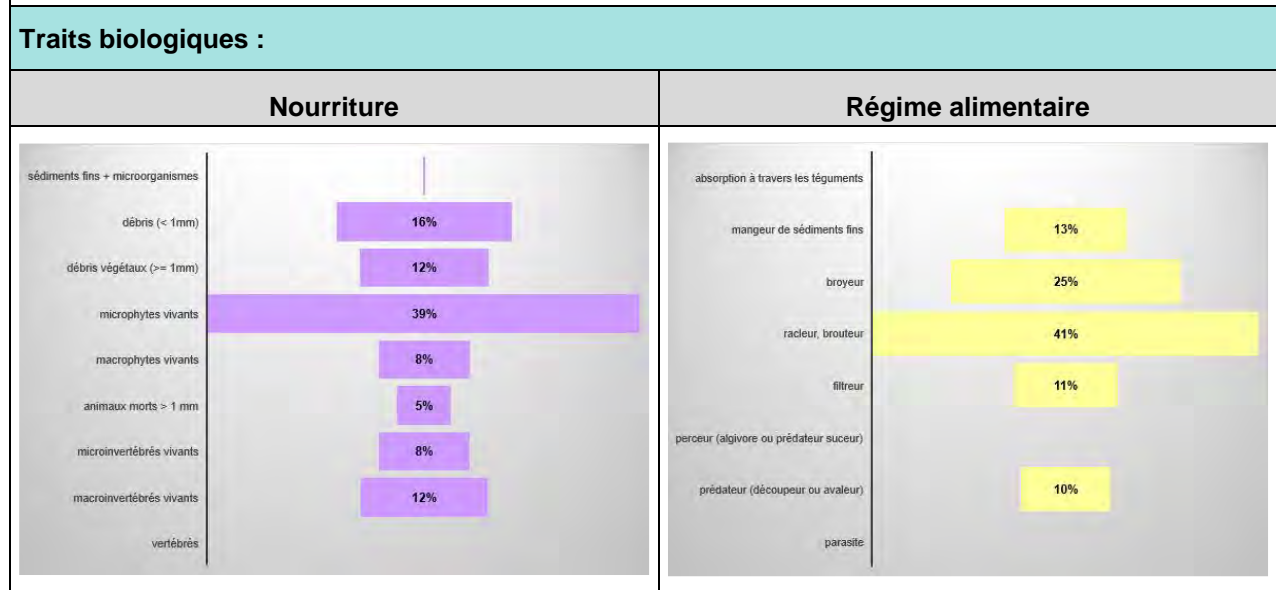 Traits biologiques :
Nourriture
Régime alimentaire
sédiments fins + microorganismes
débris (< 1mm)
16%
débris végétaux (>= 1mm)
12%
microphytes vivants
39%
macrophytes vivants
8%
animaux morts > 1 mm
5%
microinvertébrés vivants
8%
macroinvertébrés vivants
12%
vertébrés
absorption à travers les téguments
mangeur de sédiments fins
13%
broyeur
25%
racleur, brouteur
41%
filtreur
11%
perceur (algivore ou prédateur suceur)
prédateur (découpeur ou avaleur)
10%
parasite